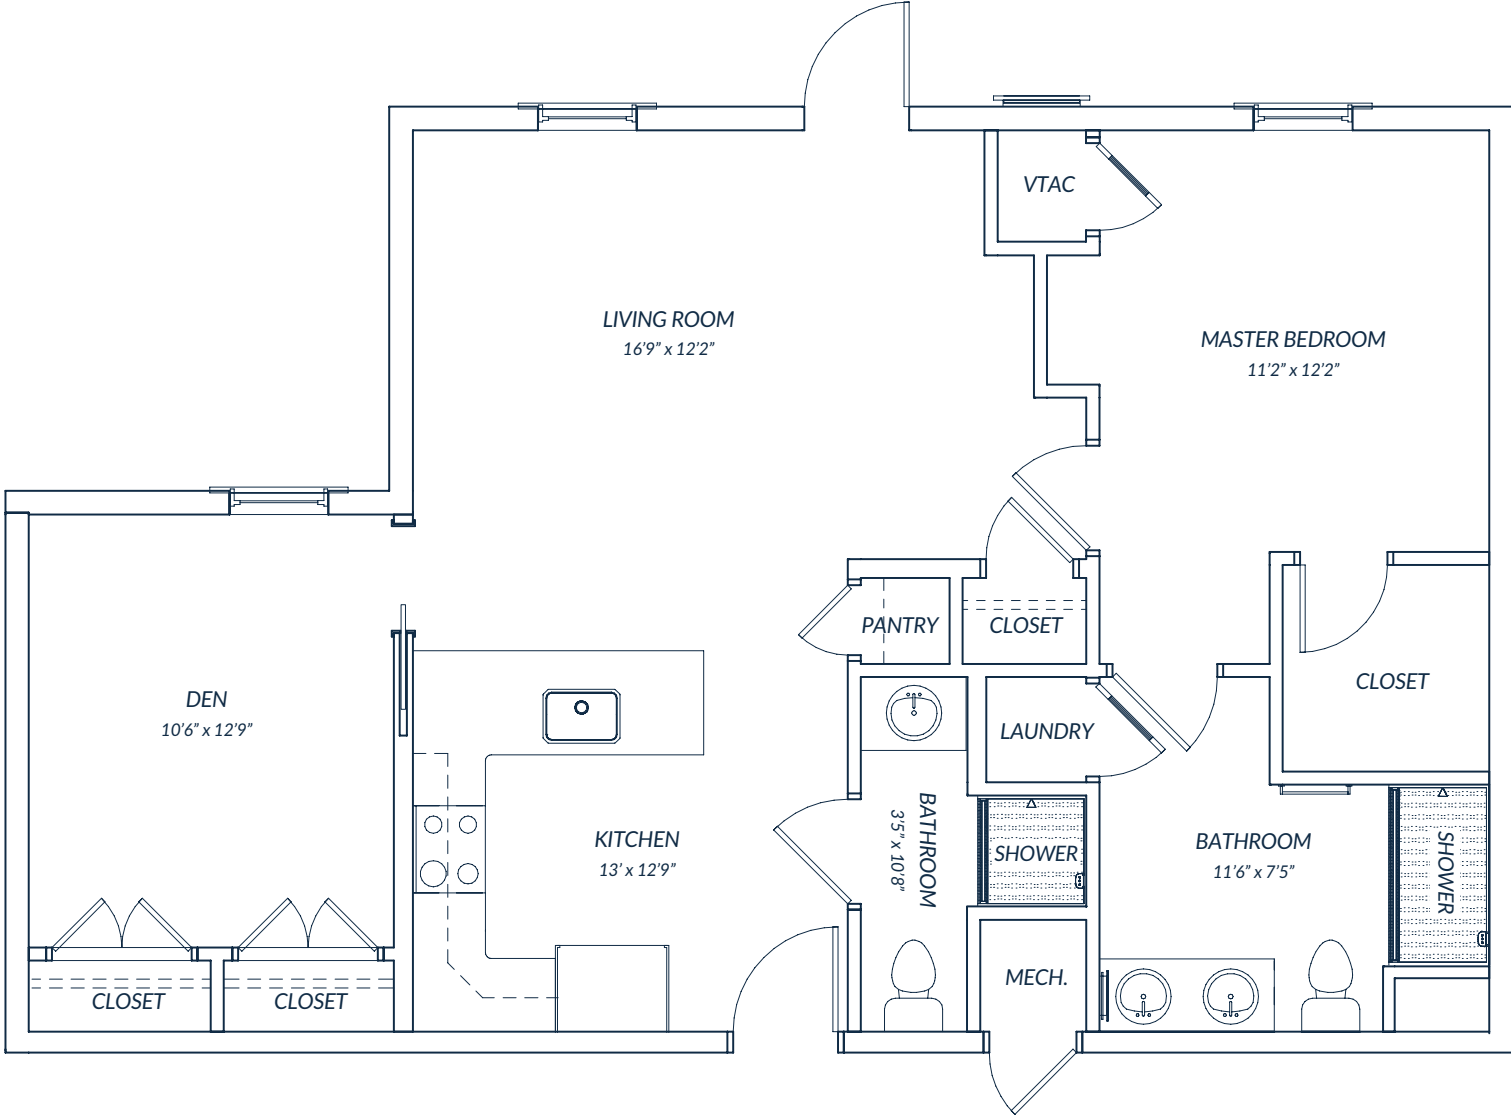 VTAC
LIVING ROOM
16’9” x 12’2”
MASTER BEDROOM
11’2” x 12’2”
PANTRY
CLOSET
CLOSET
DEN
10’6” x 12’9”
LAUNDRY
KITCHEN
13’ x 12’9”
BATHROOM
3’5” x 10’8”
SHOWER
BATHROOM
11’6” x 7’5”
SHOWER
MECH.
CLOSET
CLOSET